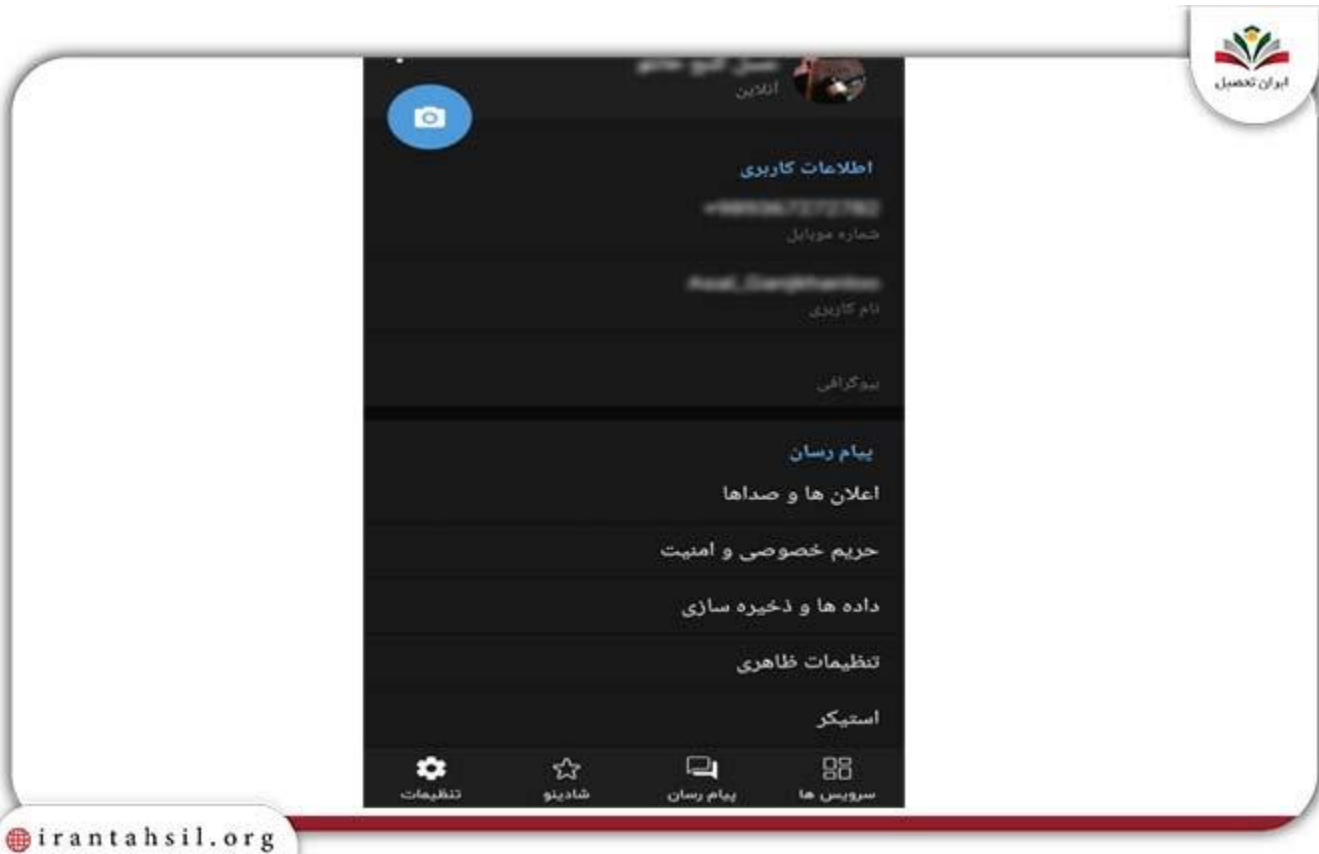 ایران تحصیل
آنلاین
اطلاعات کاربری
شماره موبایل
نام کاربری
بیوگرافی
پیام رسان
اعلان ها و صداها
حریم خصوصی و امنیت
داده ها و ذخیره سازی
تنظیمات ظاهری
استیکر
سرویس ها
پیام رسان
شادینو
تنظیمات
irantahsil.org